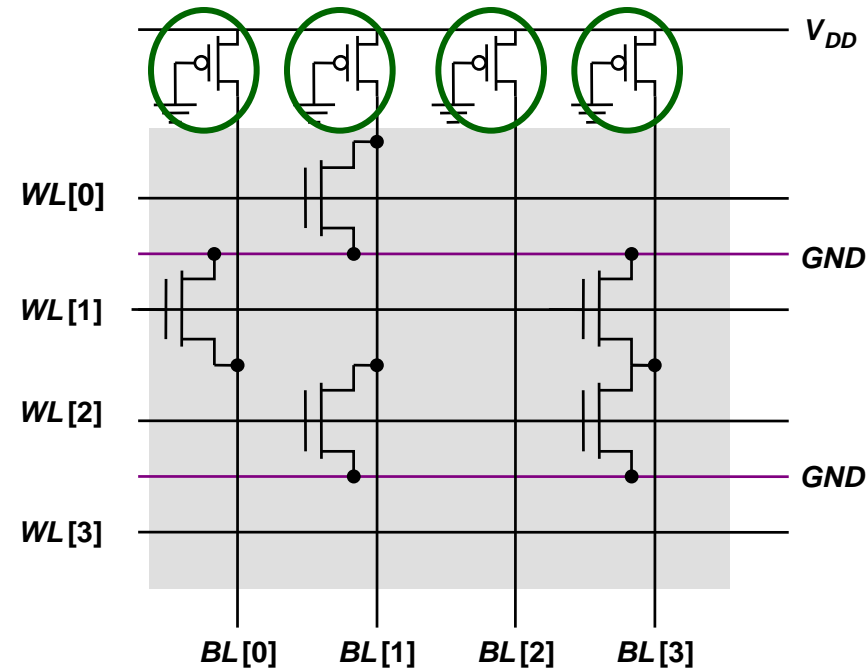 V_DD
WL[0]
GND
WL[1]
WL[2]
GND
WL[3]
BL[0] BL[1] BL[2] BL[3]